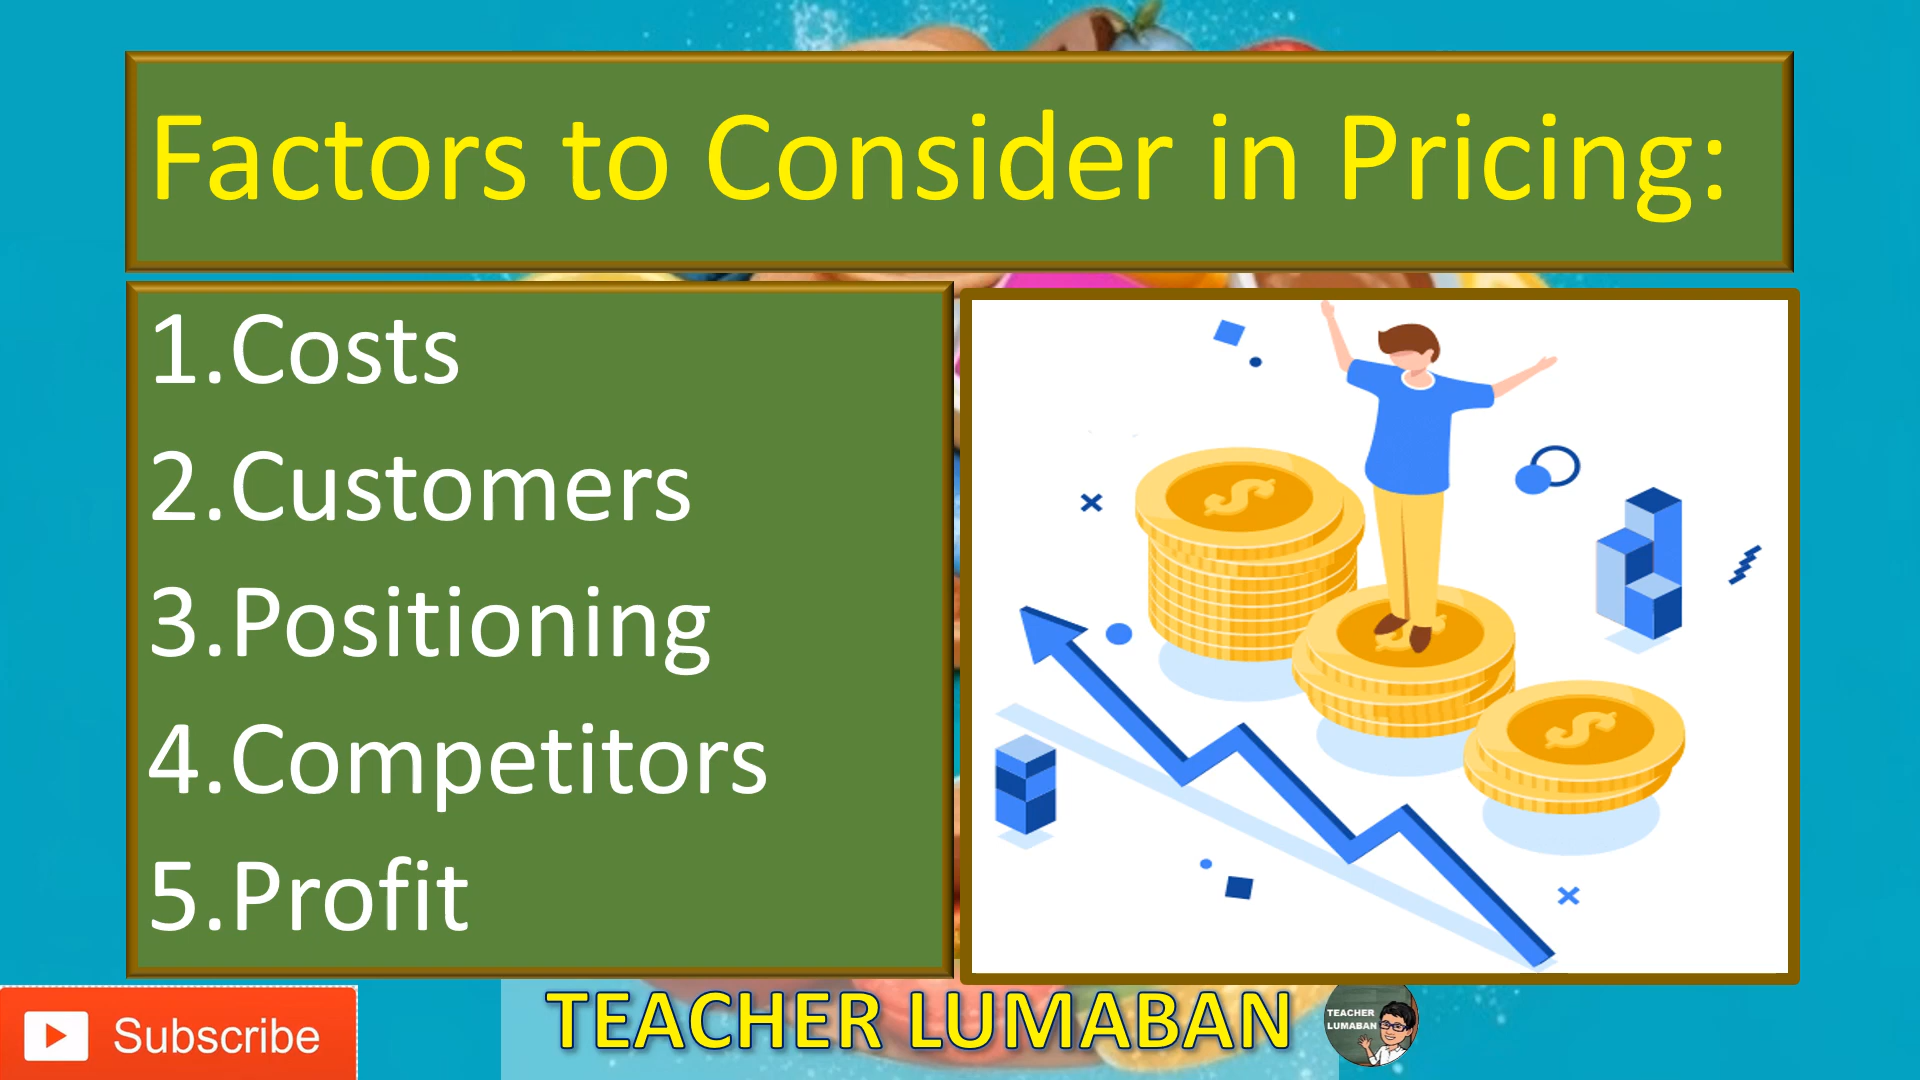 Factors to Consider in Pricing:
1.Costs
2.Customers
3.Positioning
4.Competitors
5.Profit
Subscribe
TEACHER LUMABAN
TEACHER
LUMABAN